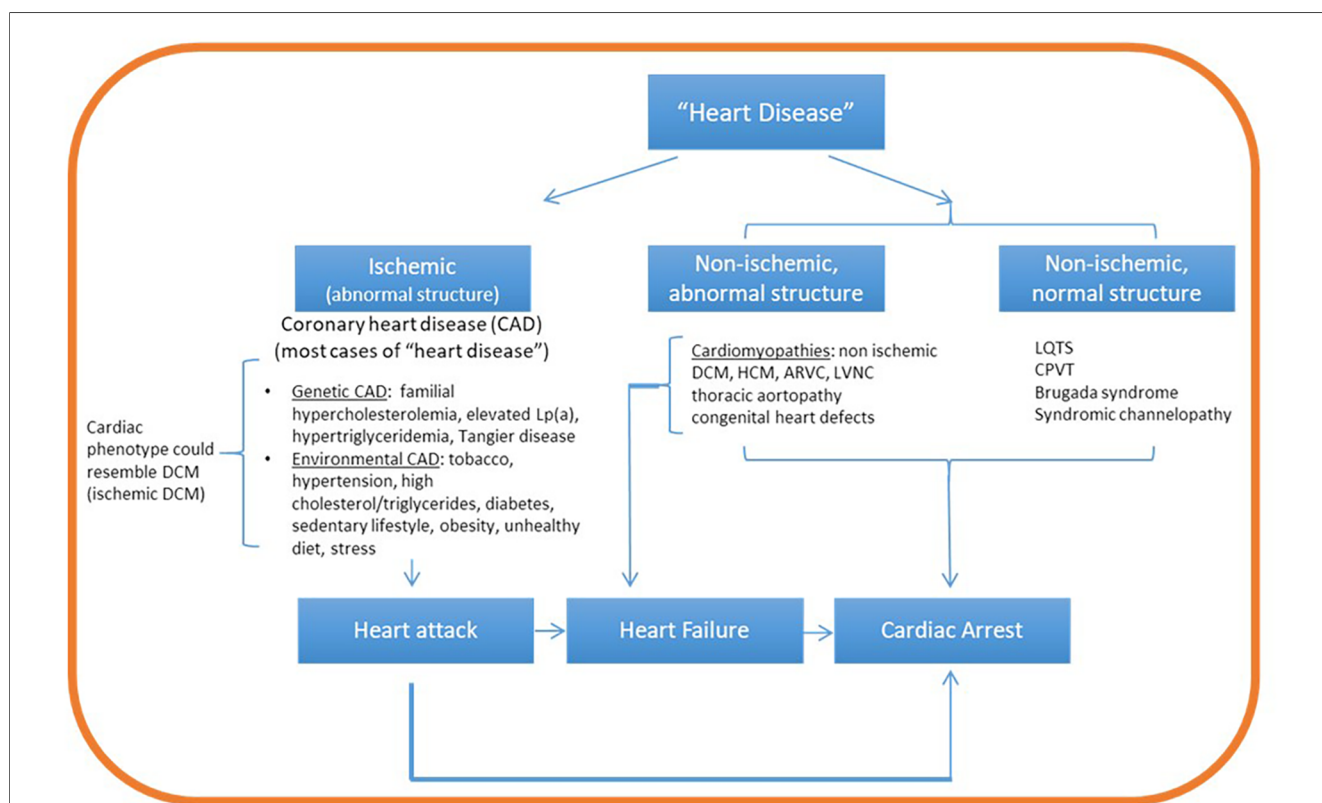 “Heart Disease”
Ischemic
(abnormal structure)
Coronary heart disease (CAD)
(most cases of “heart disease”)
• Genetic CAD: familial
hypercholesterolemia, elevated Lp(a),
hypertriglyceridemia, Tangier disease
• Environmental CAD: tobacco,
hypertension, high
cholesterol/triglycerides, diabetes,
sedentary lifestyle, obesity, unhealthy
diet, stress
Cardiac
phenotype could
resemble DCM
(ischemic DCM)
Non-ischemic,
abnormal structure
Cardiomyopathies: non ischemic
DCM, HCM, ARVC, LVNC
thoracic aortopathy
congenital heart defects
Non-ischemic,
normal structure
LQTS
CPVT
Brugada syndrome
Syndromic channelopathy
Heart attack
Heart Failure
Cardiac Arrest